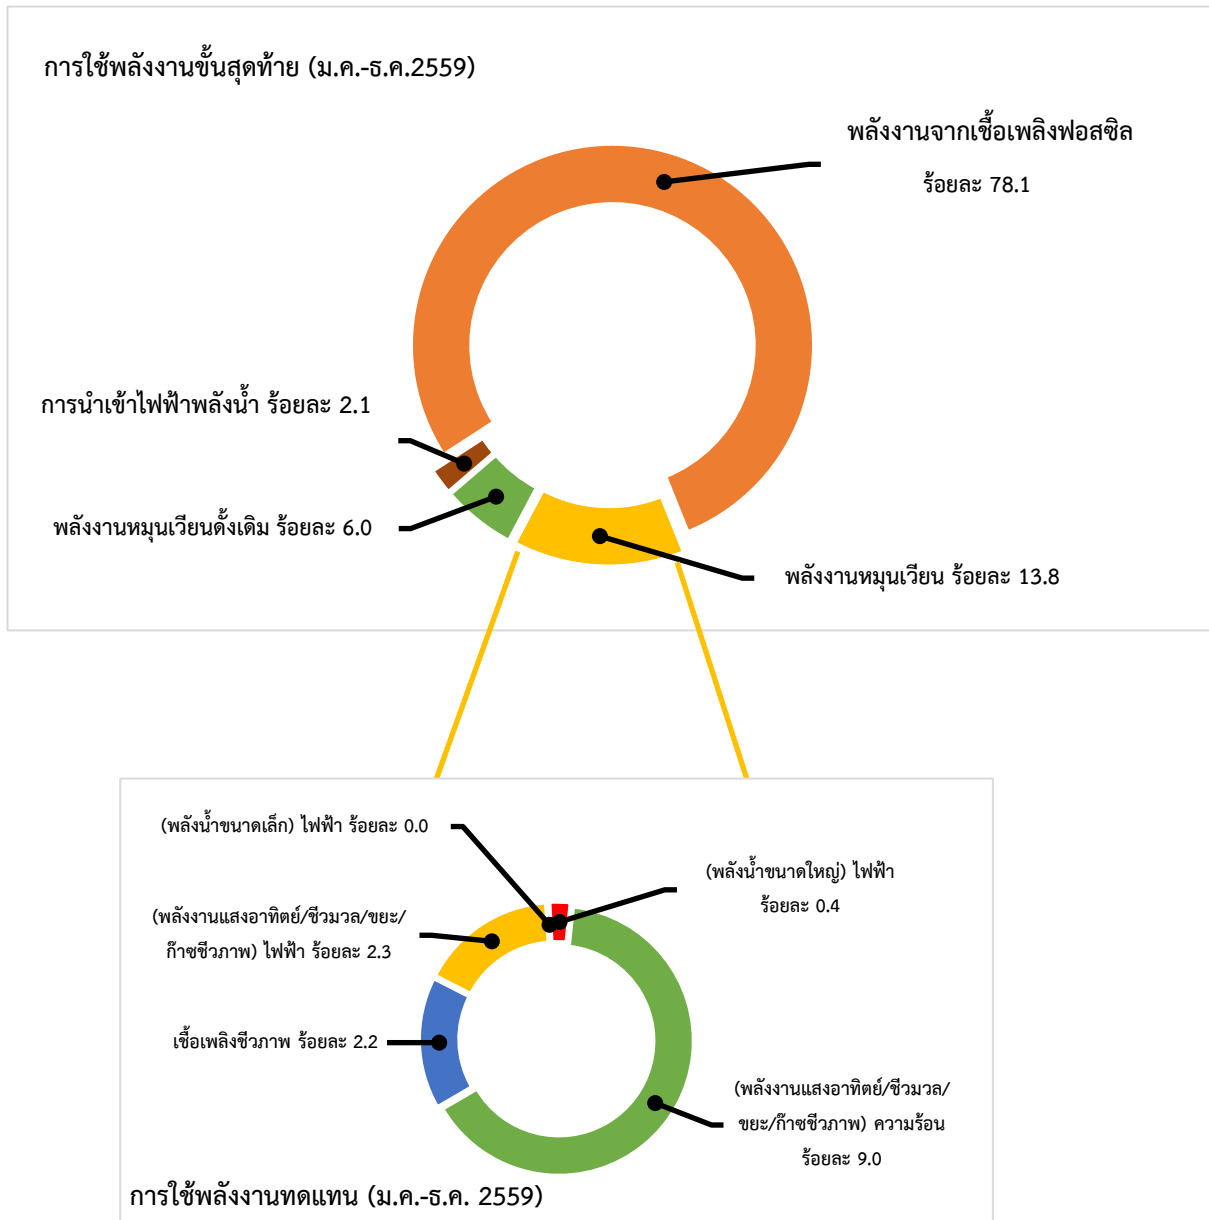 การใช้พลังงานขั้นสุดท้าย (ม.ค.-ธ.ค.2559)
พลังงานจากเชื้อเพลิงฟอสซิล
ร้อยละ 78.1
การนำเข้าไฟฟ้าพลังน้ำ ร้อยละ 2.1
พลังงานหมุนเวียนดั้งเดิม ร้อยละ 6.0
พลังงานหมุนเวียน ร้อยละ 13.8
(พลังน้ำขนาดเล็ก) ไฟฟ้า ร้อยละ 0.0
(พลังน้ำขนาดใหญ่) ไฟฟ้า
ร้อยละ 0.4
(พลังงานแสงอาทิตย์/ชีวมวล/ขยะ/
ก๊าซชีวภาพ) ไฟฟ้า ร้อยละ 2.3
เชื้อเพลิงชีวภาพ ร้อยละ 2.2
(พลังงานแสงอาทิตย์/ชีวมวล/
ขยะ/ก๊าซชีวภาพ) ความร้อน
ร้อยละ 9.0
การใช้พลังงานทดแทน (ม.ค.-ธ.ค. 2559)